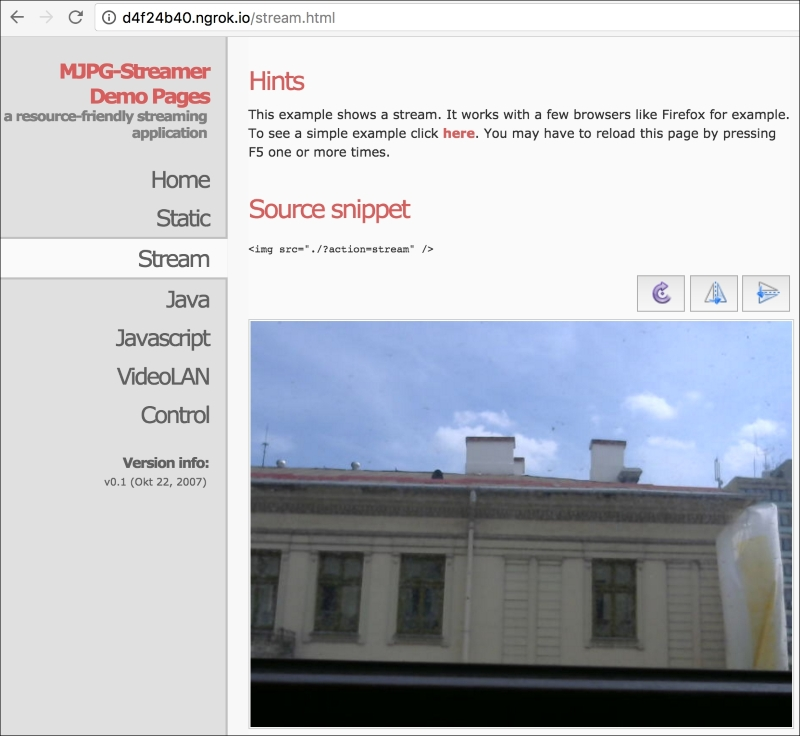 d4f24b40.ngrok.io/stream.html
MJPG-Streamer
Demo Pages
a resource-friendly streaming
application
Home
Static
Stream
Java
Javascript
VideoLAN
Control
Version info:
v0.1 (Okt 22, 2007)
Hints
This example shows a stream. It works with a few browsers like Firefox for example.
To see a simple example click here. You may have to reload this page by pressing
F5 one or more times.
Source snippet
<img src="./?action=stream" />